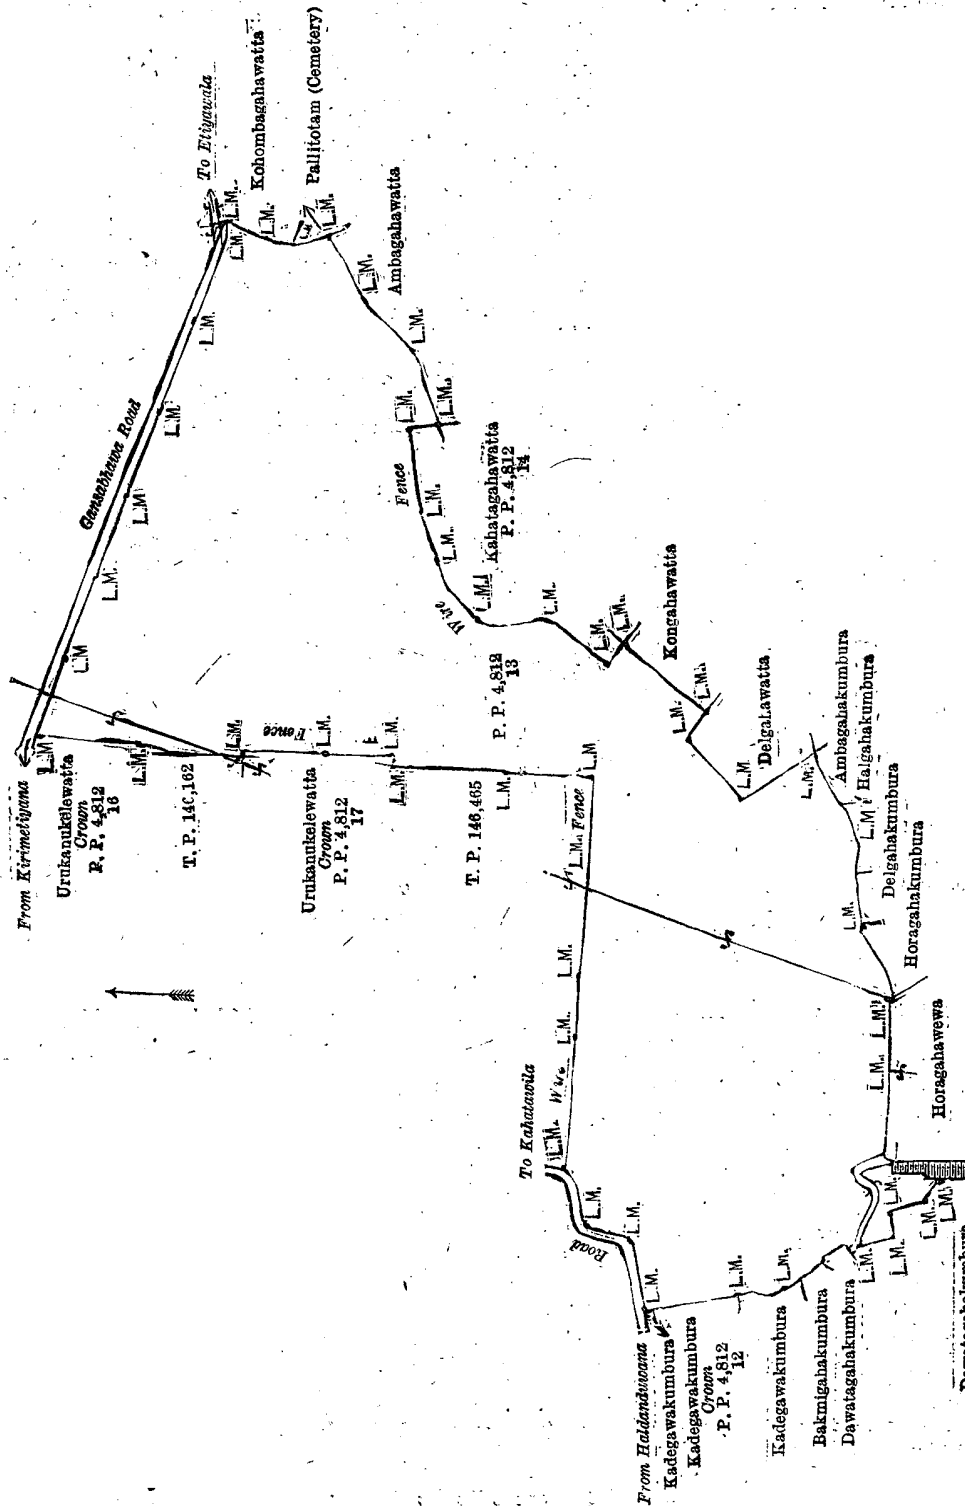 To Etiyawala
Kohombagahawatta
Pallitotam (Cemetery)
L.M.
L.M.
L.M.
L.M.
L.M.
Ambagahawatta
L.M.
L.M.
L.M.
L.M.
L.M.
Gansabhawa Road
L.M.
L.M.
L.M.
L.M.
Fence
L.M.
L.M.
Kahatagahawatta
P. P. 4,812
14
Wire
L.M.
L.M.
L.M.
L.M.
Kongahawatta
P. P. 4,812
13
L.M.
L.M.
Delgahawatta
L.M.
L.M.
Ambagahakumbura
Halgahakumbura
L.M.
Delgahakumbura
L.M.
Horagahakumbura
From Kirimetiyana
L.M.
Urukanukelewatta
Crown
P. P. 4,812
16
L.M.
T. P. 140,162
L.M.
Fence
L.M.
Urukanukelewatta
Crown
P. P. 4,812
17
L.M.
L.M.
T. P. 146,465
L.M.
L.M.
Fence
L.M.
L.M.
L.M.
Wire
L.M.
To Kahatawila
L.M.
L.M.
Road
L.M.
From Haldanduwana
Kadegawakumbura
Kadegawakumbura
Crown
P. P. 4,812
12
L.M.
L.M.
Kadegawakumbura
Bakmigahakumbura
Dawatagahakumbura
L.M.
L.M.
L.M.
L.M.
L.M.
L.M.
L.M.
Horagahawewa